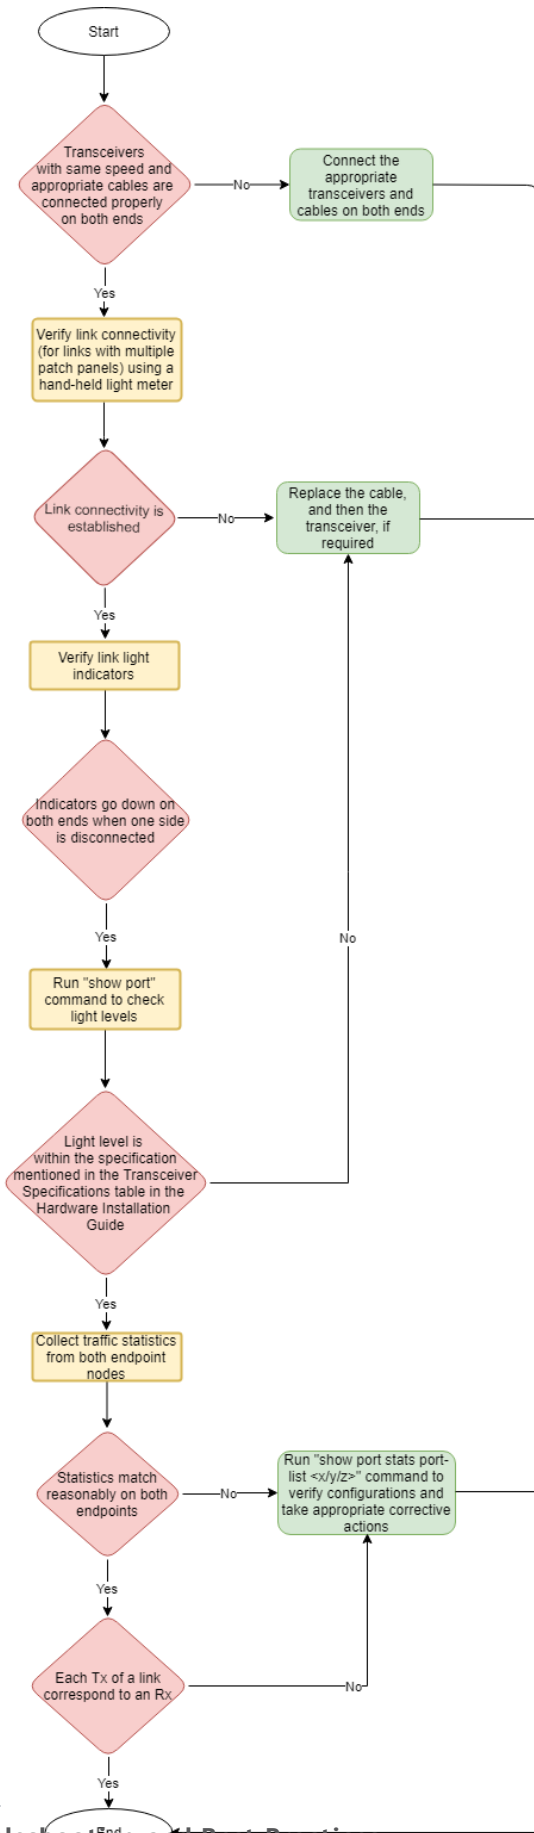 Start
Transceivers
with same speed and
appropriate cables are
connected properly
on both ends
No
Connect the
appropriate
transceivers and
cables on both ends
Yes
Verify link connectivity
(for links with multiple
patch panels) using a
hand-held light meter
Link connectivity is
established
No
Replace the cable,
and then the
transceiver, if
required
Yes
Verify link light
indicators
Indicators go down on
both ends when one side
is disconnected
Yes
No
Run "show port"
command to check
light levels
Light level is
within the specification
mentioned in the Transceiver
Specifications table in the
Hardware Installation
Guide
Yes
Collect traffic statistics
from both endpoint
nodes
Statistics match
reasonably on both
endpoints
No
Run "show port stats port-
list <x/y/z>" command to
verify configurations and
take appropriate corrective
actions
Yes
Each Tx of a link
correspond to an Rx
No
Yes
End